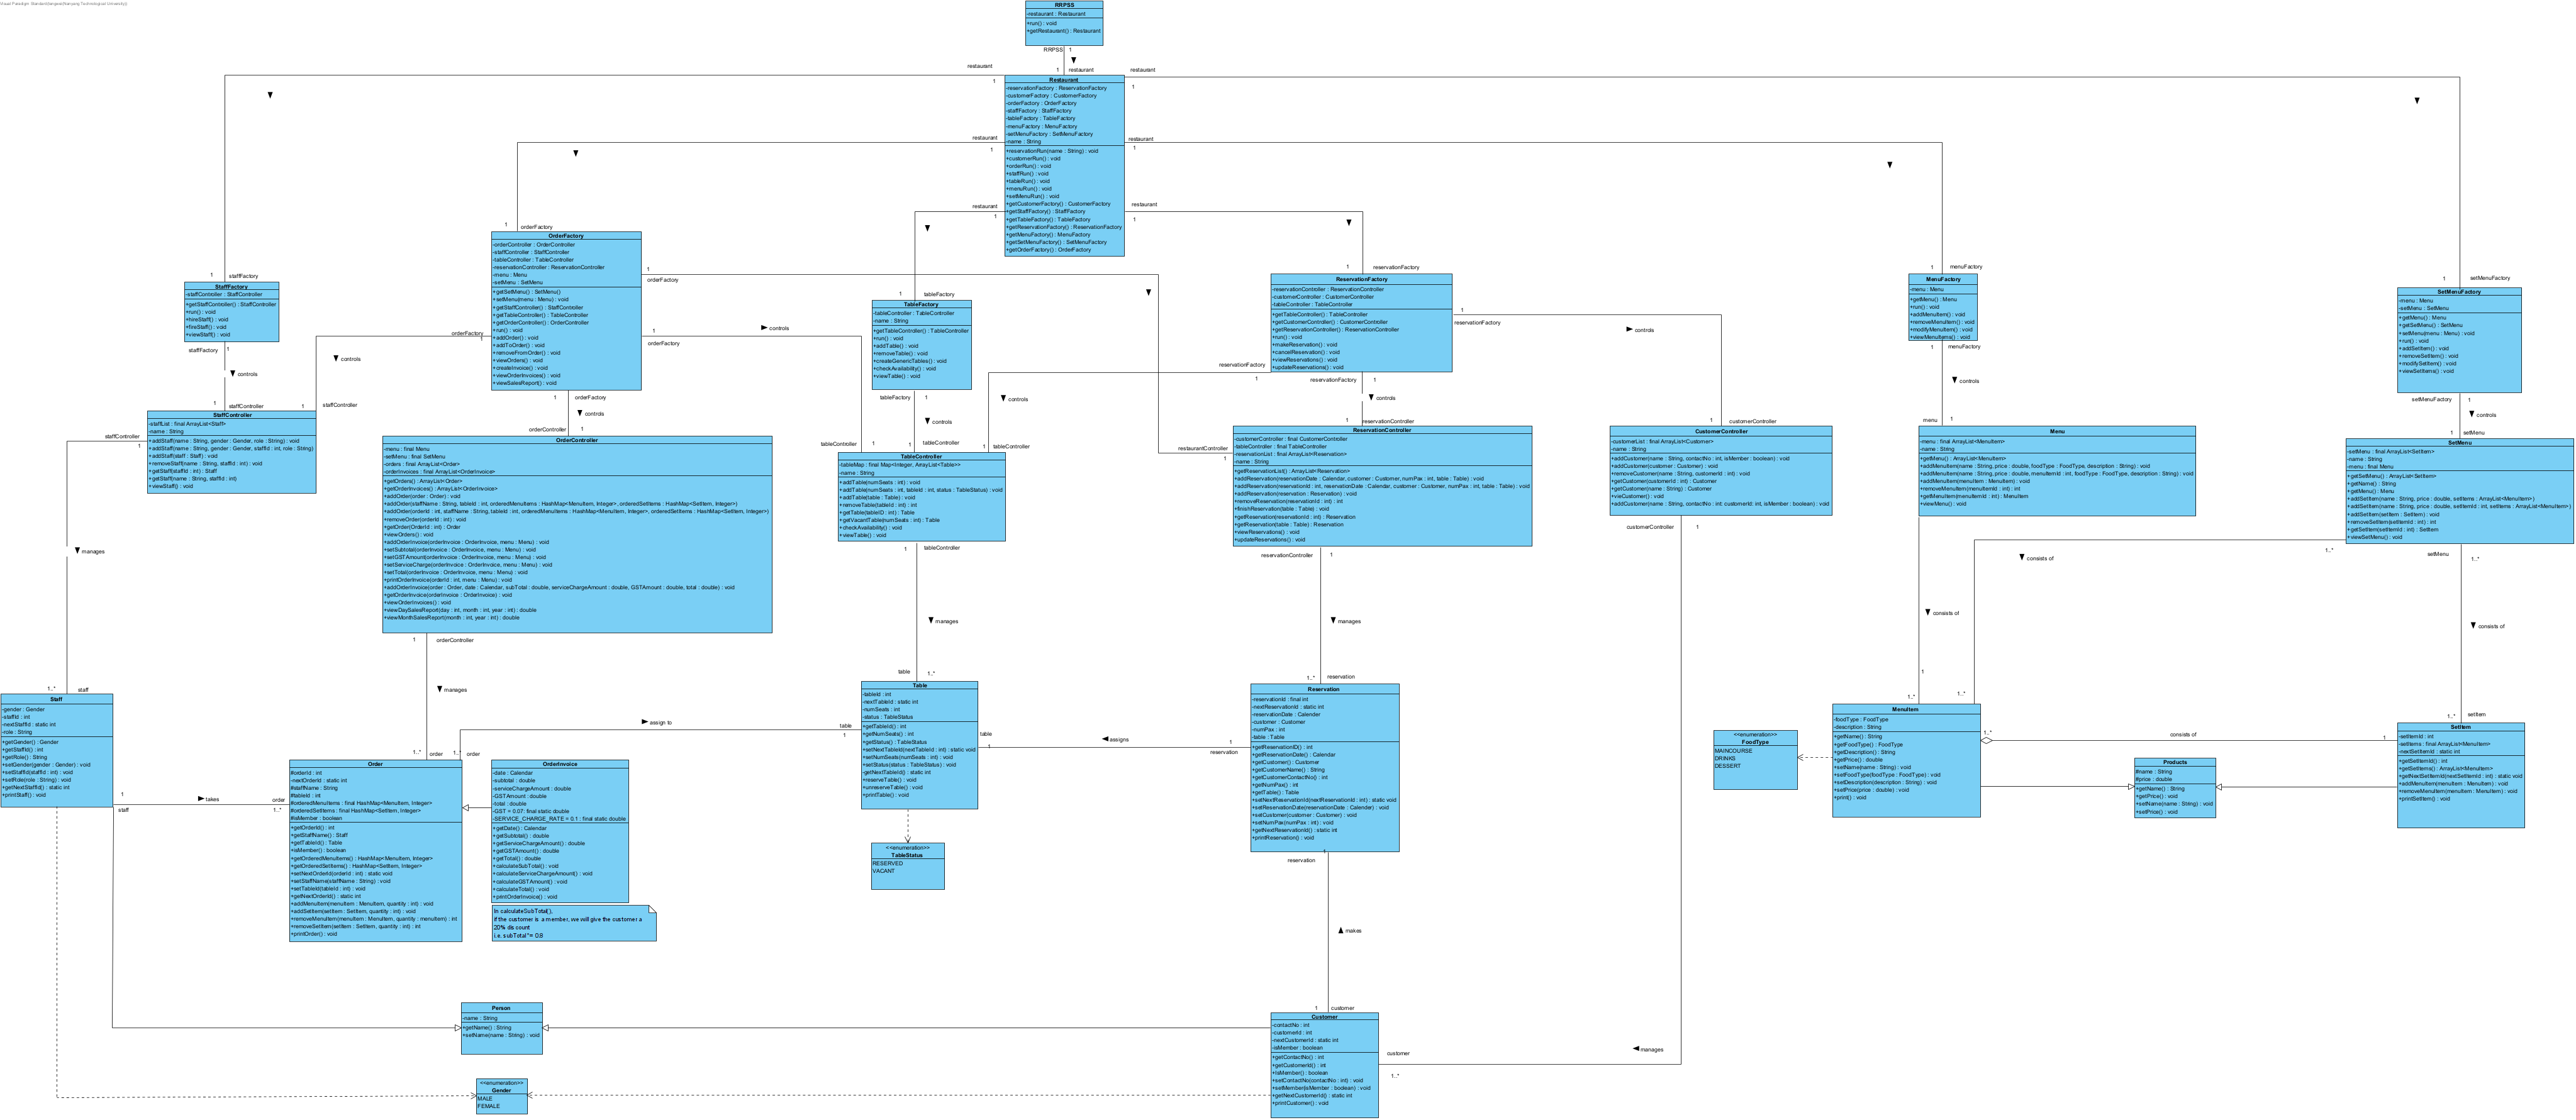 Visual Paradigm Standard(tengwei(Nanyang Technological University))
RRPSS
-restaurant : Restaurant
+run() : void
+getRestaurant() : Restaurant
RRPSS 1
1 restaurant
restaurant
1
restaurant
1
Restaurant
-reservationFactory : ReservationFactory
-customerFactory : CustomerFactory
-orderFactory : OrderFactory
-staffFactory : StaffFactory
-tableFactory : TableFactory
-menuFactory : MenuFactory
-setMenuFactory : SetMenuFactory
-name : String
+reservationRun(name : String) : void
+customerRun() : void
+orderRun() : void
+staffRun() : void
+tableRun() : void
+menuRun() : void
+setMenuRun() : void
+getCustomerFactory() : CustomerFactory
+getStaffFactory() : StaffFactory
+getTableFactory() : TableFactory
+getReservationFactory() : ReservationFactory
+getMenuFactory() : MenuFactory
+getSetMenuFactory() : SetMenuFactory
+getOrderFactory() : OrderFactory
restaurant
1
restaurant
1
restaurant
1
restaurant
1
1 staffFactory
StaffFactory
-staffController : StaffController
+getStaffController() : StaffController
+run() : void
+hireStaff() : void
+fireStaff() : void
+viewStaff() : void
staffFactory 1
controls
1 orderFactory
OrderFactory
-orderController : OrderController
-staffController : StaffController
-tableController : TableController
-reservationController : ReservationController
-menu : Menu
-setMenu : SetMenu
+getSetMenu() : SetMenu()
+setMenu(menu : Menu) : void
+getStaffController() : StaffController
+getTableController() : TableController
+getOrderController() : OrderController
+run() : void
+addOrder() : void
+addToOrder() : void
+removeFromOrder() : void
+viewOrders() : void
+createInvoice() : void
+viewOrderInvoices() : void
+viewSalesReport() : void
1
orderFactory
1
orderFactory
controls
orderFactory
1
controls
1 orderFactory
controls
1 tableFactory
TableFactory
-tableController : TableController
-name : String
+getTableController() : TableController
+run() : void
+addTable() : void
+removeTable() : void
+createGenericTables() : void
+checkAvailability() : void
+viewTable() : void
tableFactory 1
controls
1 reservationFactory
ReservationFactory
-reservationController : ReservationController
-customerController : CustomerController
-tableController : TableController
+getTableController() : TableController
+getCustomerController() : CustomerController
+getReservationController() : ReservationController
+run() : void
+makeReservation() : void
+cancelReservation() : void
+viewReservations() : void
+updateReservations() : void
1
reservationFactory
controls
reservationFactory
1
controls
reservationFactory 1
controls
1 menuFactory
MenuFactory
-menu : Menu
+getMenu() : Menu
+run() : void
+addMenuItem() : void
+removeMenuItem() : void
+modifyMenuItem() : void
+viewMenuItems() : void
1 menuFactory
controls
1 setMenuFactory
SetMenuFactory
-menu : Menu
-setMenu : SetMenu
+getMenu() : Menu
+getSetMenu() : SetMenu
+setMenu(menu : Menu) : void
+run() : void
+addSetItem() : void
+removeSetItem() : void
+modifySetItem() : void
+viewSetItems() : void
setMenuFactory 1
controls
1 staffController
1 staffController
StaffController
-staffList : final ArrayList<Staff>
-name : String
+addStaff(name : String, gender : Gender, role : String) : void
+addStaff(name : String, gender : Gender, staffId : int, role : String)
+addStaff(staff : Staff) : void
+removeStaff(name : String, staffId : int) : void
+getStaff(staffId : int) : Staff
+getStaff(name : String, staffId : int)
+viewStaff() : void
staffController
1
manages
orderController 1
OrderController
-menu : final Menu
-setMenu : final SetMenu
-orders : final ArrayList<Order>
-orderInvoices : final ArrayList<OrderInvoice>
+getOrders() : ArrayList<Order>
+getOrderInvoices() : ArrayList<OrderInvoice>
+addOrder(order : Order) : void
+addOrder(staffName : String, tableId : int, orderedMenuItems : HashMap<MenuItem, Integer>, orderedSetItems : HashMap<SetItem, Integer>)
+addOrder(orderId : int, staffName : String, tableId : int, orderedMenuItems : HashMap<MenuItem, Integer>, orderedSetItems : HashMap<SetItem, Integer>)
+removeOrder(orderId : int) : void
+getOrder(OrderId : int) : Order
+viewOrders() : void
+addOrderInvoice(orderInvoice : OrderInvoice, menu : Menu) : void
+setSubtotal(orderInvoice : OrderInvoice, menu : Menu) : void
+setGSTAmount(orderInvoice : OrderInvoice, menu : Menu) : void
+setServiceCharge(orderInvoice : OrderInvoice, menu : Menu) : void
+setTotal(orderInvoice : OrderInvoice, menu : Menu) : void
+printOrderInvoice(orderId : int, menu : Menu) : void
+addOrderInvoice(order : Order, date : Calendar, subTotal : double, serviceChargeAmount : double, GSTAmount : double, total : double) : void
+getOrderInvoice(orderInvoice : OrderInvoice) : void
+viewOrderInvoices() : void
+viewDaySalesReport(day : int, month : int, year : int) : double
+viewMonthSalesReport(month : int, year : int) : double
1 orderController
manages
tableController 1
1 tableController
1 tableController
TableController
-tableMap : final Map<Integer, ArrayList<Table>>
-name : String
+addTable(numSeats : int) : void
+addTable(numSeats : int, tableId : int, status : TableStatus) : void
+addTable(table : Table) : void
+removeTable(tableId : int) : int
+getTable(tableID : int) : Table
+getVacantTable(numSeats : int) : Table
+checkAvailability() : void
+viewTable() : void
1 tableController
manages
restaurantController
1
1 reservationController
ReservationController
-customerController : final CustomerController
-tableController : final TableController
-reservationList : final ArrayList<Reservation>
-name : String
+getReservationList() : ArrayList<Reservation>
+addReservation(reservationDate : Calendar, customer : Customer, numPax : int, table : Table) : void
+addReservation(reservationId : int, reservationDate : Calendar, customer : Customer, numPax : int, table : Table) : void
+addReservation(reservation : Reservation) : void
+removeReservation(reservationId : int) : int
+finishReservation(table : Table) : void
+getReservation(reservationId : int) : Reservation
+getReservation(table : Table) : Reservation
+viewReservations() : void
+updateReservations() : void
reservationController 1
manages
1 customerController
CustomerController
-customerList : final ArrayList<Customer>
-name : String
+addCustomer(name : String, contactNo : int, isMember : boolean) : void
+addCustomer(customer : Customer) : void
+removeCustomer(name : String, customerId : int) : int
+getCustomer(customerId : int) : Customer
+getCustomer(name : String) : Customer
+vieCustomer() : void
+addCustomer(name : String, contactNo : int: customerId: int, isMember : boolean) : void
customerController 1
menu 1
Menu
-menu : final ArrayList<MenuItem>
-name : String
+getMenu() : ArrayList<MenuItem>
+addMenuItem(name : String, price : double, foodType : FoodType, description : String) : void
+addMenuItem(name : String, price : double, menuItemId : int, foodType : FoodType, description : String) : void
+addMenuItem(menuItem : MenuItem) : void
+removeMenuItem(menuItemId : int) : int
+getMenuItem(menuItemId : int) : MenuItem
+viewMenu() : void
consists of
1
1 setMenu
SetMenu
-setMenu : final ArrayList<SetItem>
-name : String
-menu : final Menu
+getSetMenu() : ArrayList<SetItem>
+getName() : String
+getMenu() : Menu
+addSetItem(name : String, price : double, setItems : ArrayList<MenuItem>)
+addSetItem(name : String, price : double, setItemId : int, setItems : ArrayList<MenuItem>)
+addSetItem(setItem : SetItem) : void
+removeSetItem(setItemId : int) : int
+getSetItem(setItemId : int) : SetItem
+viewSetMenu() : void
1..*
consists of
setMenu
1..*
consists of
1..* staff
Staff
-gender : Gender
-staffId : int
-nextStaffId : static int
-role : String
+getGender() : Gender
+getStaffId() : int
+getRole() : String
+setGender(gender : Gender) : void
+setStaffId(staffId : int) : void
+setRole(role : String) : void
+getNextStaffId() : static int
+printStaff() : void
1
takes
order
staff
1..*
1..* order
1..* order
Order
#orderId : int
-nextOrderId : static int
#staffName : String
#tableId : int
#orderedMenuItems : final HashMap<MenuItem, Integer>
#orderedSetItems : final HashMap<SetItem, Integer>
#isMember : boolean
+getOrderId() : int
+getStaffName() : Staff
+getTableId() : Table
+isMember() : boolean
+getOrderedMenuItems() : HashMap<MenuItem, Integer>
+getOrderedSetItems() : HashMap<SetItem, Integer>
+setNextOrderId(orderId : int) : static void
+setStaffName(staffName : String) : void
+setTableId(tableId : int) : void
+getNextOrderId() : static int
+addMenuItem(menuItem : MenuItem, quantity : int) : void
+addSetItem(setItem : SetItem, quantity : int) : void
+removeMenuItem(menuItem : MenuItem, quantity : menuItem) : int
+removeSetItem(setItem : SetItem, quantity : int) : int
+printOrder() : void
OrderInvoice
-date : Calendar
-subtotal : double
-serviceChargeAmount : double
-GSTAmount : double
-total : double
-GST = 0.07: final static double
-SERVICE_CHARGE_RATE = 0.1 : final static double
+getDate() : Calendar
+getSubtotal() : double
+getServiceChargeAmount() : double
+getGSTAmount() : double
+getTotal() : double
+calculateSubTotal() : void
+calculateServiceChargeAmount() : void
+calculateGSTAmount() : void
+calculateTotal() : void
+printOrderInvoice() : void
In calculateSubTotal(),
if the customer is a member, we will give the customer a
20% discount
i.e. subTotal *= 0.8
assign to
table
1
table 1..*
Table
-tableId : int
-nextTableId : static int
-numSeats : int
-status : TableStatus
+getTableId() : int
+getNumSeats() : int
+getStatus() : TableStatus
+setNextTableId(nextTableId : int) : static void
+setNumSeats(numSeats : int) : void
+setStatus(status : TableStatus) : void
-getNextTableId() : static int
+reserveTable() : void
+unreserveTable() : void
+printTable() : void
<<enumeration>>
TableStatus
RESERVED
VACANT
table
1
assigns
1
reservation
1..* reservation
Reservation
-reservationId : final int
-nextReservationId : static int
-reservationDate : Calender
-customer : Customer
-numPax : int
-table : Table
+getReservationID() : int
+getReservationDate() : Calendar
+getCustomer() : Customer
+getCustomerName() : String
+getCustomerContactNo() : int
+getNumPax() : int
+getTable() : Table
+setNextReservationId(nextReservationId : int) : static void
+setReservationDate(reservationDate : Calender) : void
+setCustomer(customer : Customer) : void
+setNumPax(numPax : int) : void
+getNextReservationId() : static int
+printReservation() : void
1
reservation
makes
<<enumeration>>
FoodType
MAINCOURSE
DRINKS
DESSERT
1..*
1..*
MenuItem
-foodType : FoodType
-description : String
+getName() : String
+getFoodType() : FoodType
+getDescription() : String
+getPrice() : double
+setName(name : String) : void
+setFoodType(foodType : FoodType) : void
+setDescription(description : String) : void
+setPrice(price : double) : void
+print() : void
1..*
consists of
1
Products
#name : String
#price : double
+getName() : String
+getPrice() : void
+setName(name : String) : void
+setPrice() : void
1..* setItem
SetItem
-setItemId : int
-setItems : final ArrayList<MenuItem>
-nextSetItemId : static int
+getSetItemId() : int
+getSetItems() : ArrayList<MenuItem>
+getNextSetItemId(nextSetItemId : int) : static void
+addMenuItem(menuItem : MenuItem) : void
+removeMenuItem(menuItem : MenuItem) : void
+printSetItem() : void
Person
-name : String
+getName() : String
+setName(name : String) : void
<<enumeration>>
Gender
MALE
FEMALE
1 customer
Customer
-contactNo : int
-customerId : int
-nextCustomerId : static int
-isMember : boolean
+getContactNo() : int
+getCustomerId() : int
+isMember() : boolean
+setContactNo(contactNo : int) : void
+setMember(isMember : boolean) : void
+getNextCustomerId() : static int
+printCustomer() : void
customer
1..*
manages